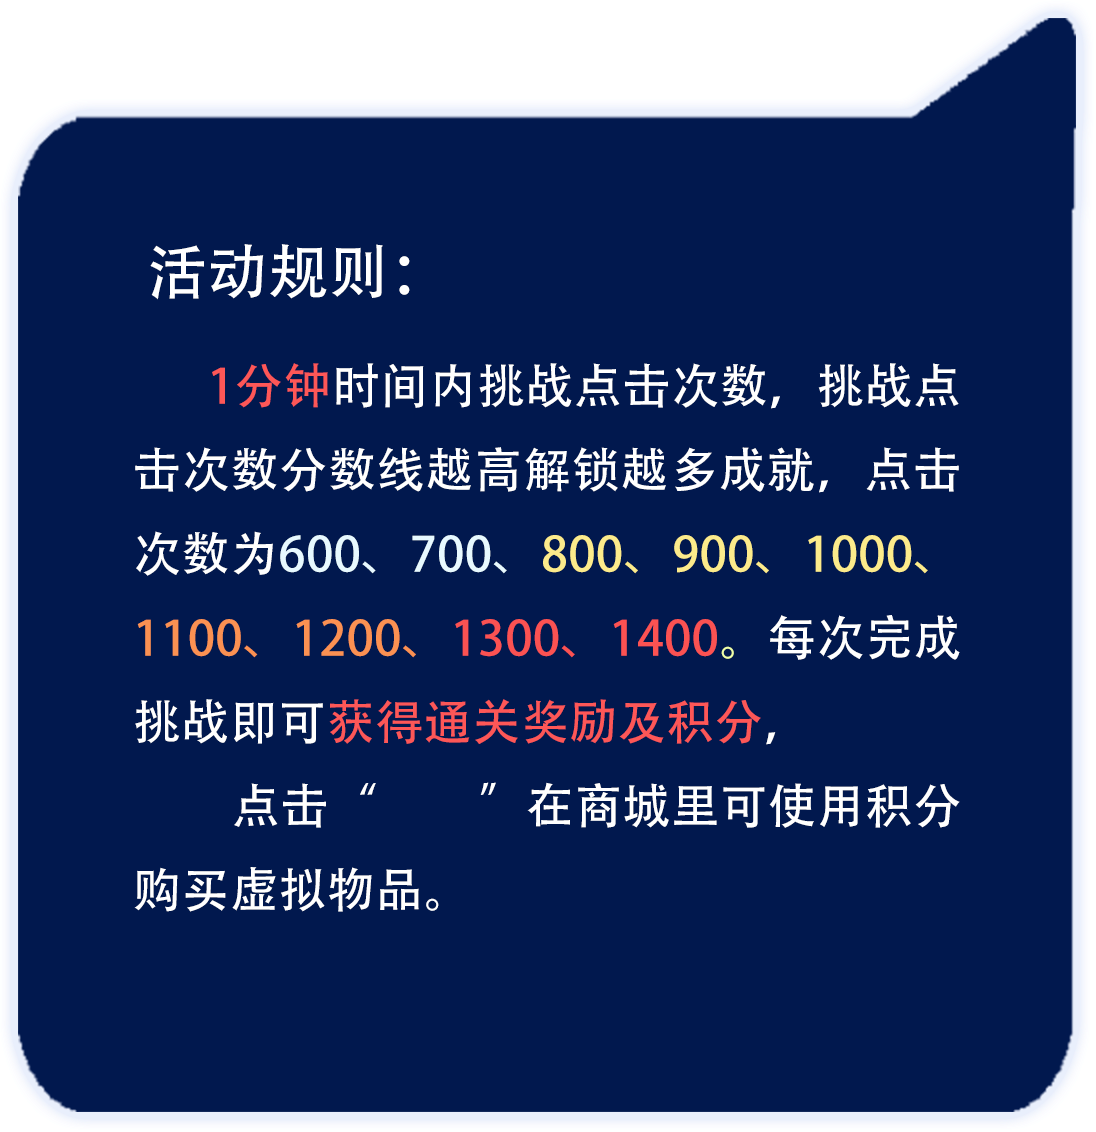 活动规则：
1分钟时间内挑战点击次数，挑战点
击次数分数线越高解锁越多成就，点击
次数为600、700、800、900、1000、
1100、1200、1300、1400。每次完成
挑战即可获得通关奖励及积分，
点击“　　”在商城里可使用积分
购买虚拟物品。